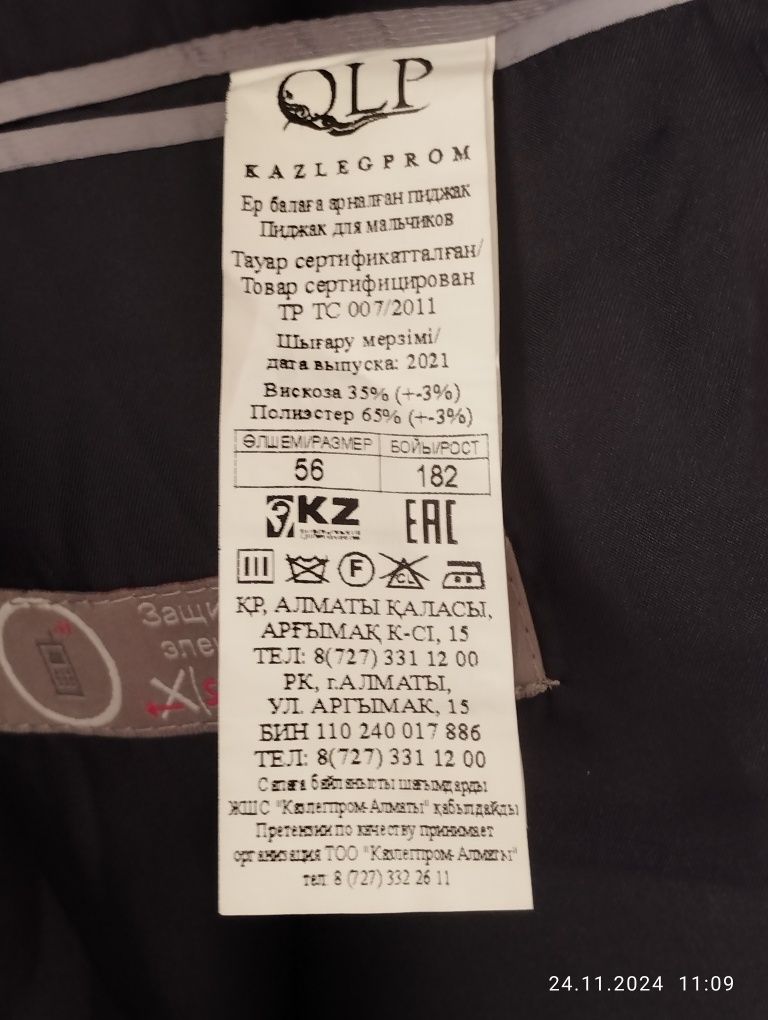 QLP
KAZLEGPROM
Ер балаға арналған пиджак
Пиджак для мальчиков
Тауар сертификатталған/
Товар сертифицирован
ТР ТС 007/2011
Шығару мерзімі/
дата выпуска: 2021
Вискоза 35% (+-3%)
Полиэстер 65% (+-3%)
ӨЛШЕМІ/РАЗМЕР БОЙЫ/РОСТ
56 182
KZ EAC
F CL
ҚР, АЛМАТЫ ҚАЛАСЫ,
АРҒЫМАҚ К-СІ, 15
ТЕЛ: 8(727) 331 12 00
РК, г.АЛМАТЫ,
УЛ. АРГЫМАК, 15
БИН 110 240 017 886
ТЕЛ: 8(727) 331 12 00
Сапаға байланысты шағымдарды
ЖШС "Казлегпром-Алматы" қабылдайды
Претензии по качеству принимает
организация ТОО "Казлегпром-Алматы"
тел: 8 (727) 332 26 11
Защи
эле
24.11.2024 11:09